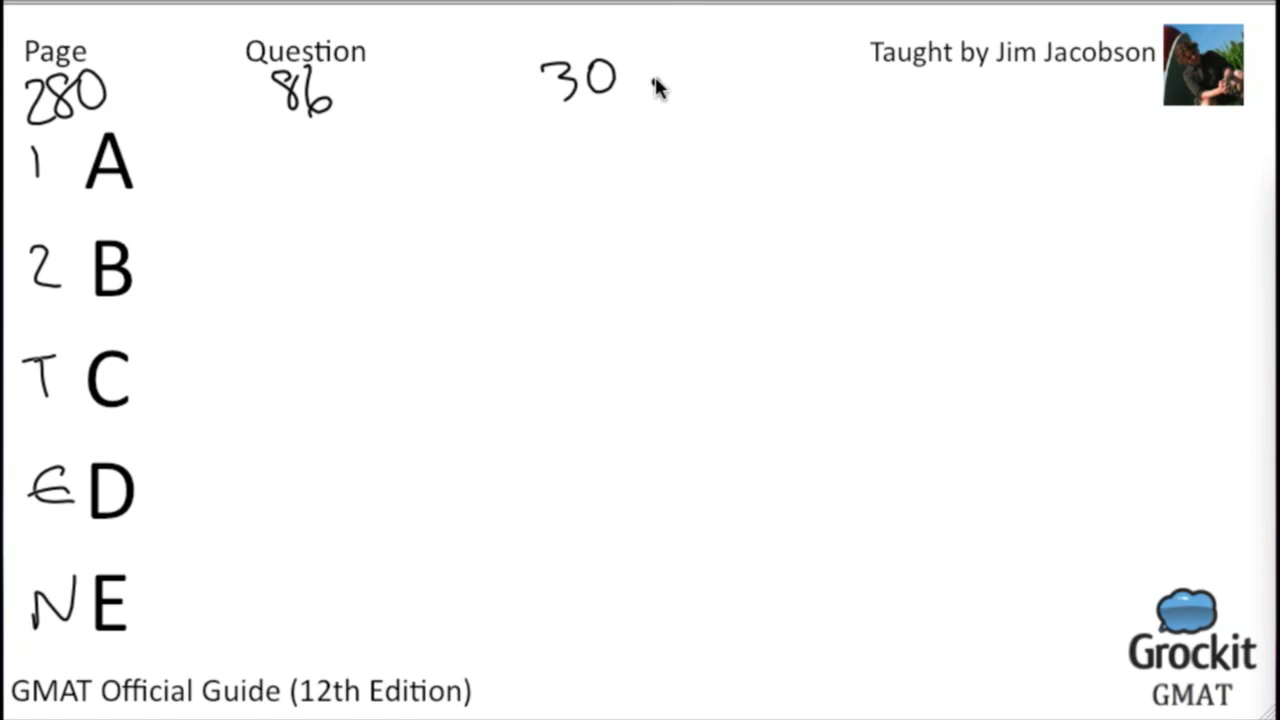 Page Question Taught by Jim Jacobson
280 86 30
1 A
2 B
T C
E D
N E
GMAT Official Guide (12th Edition)
Grockit
GMAT